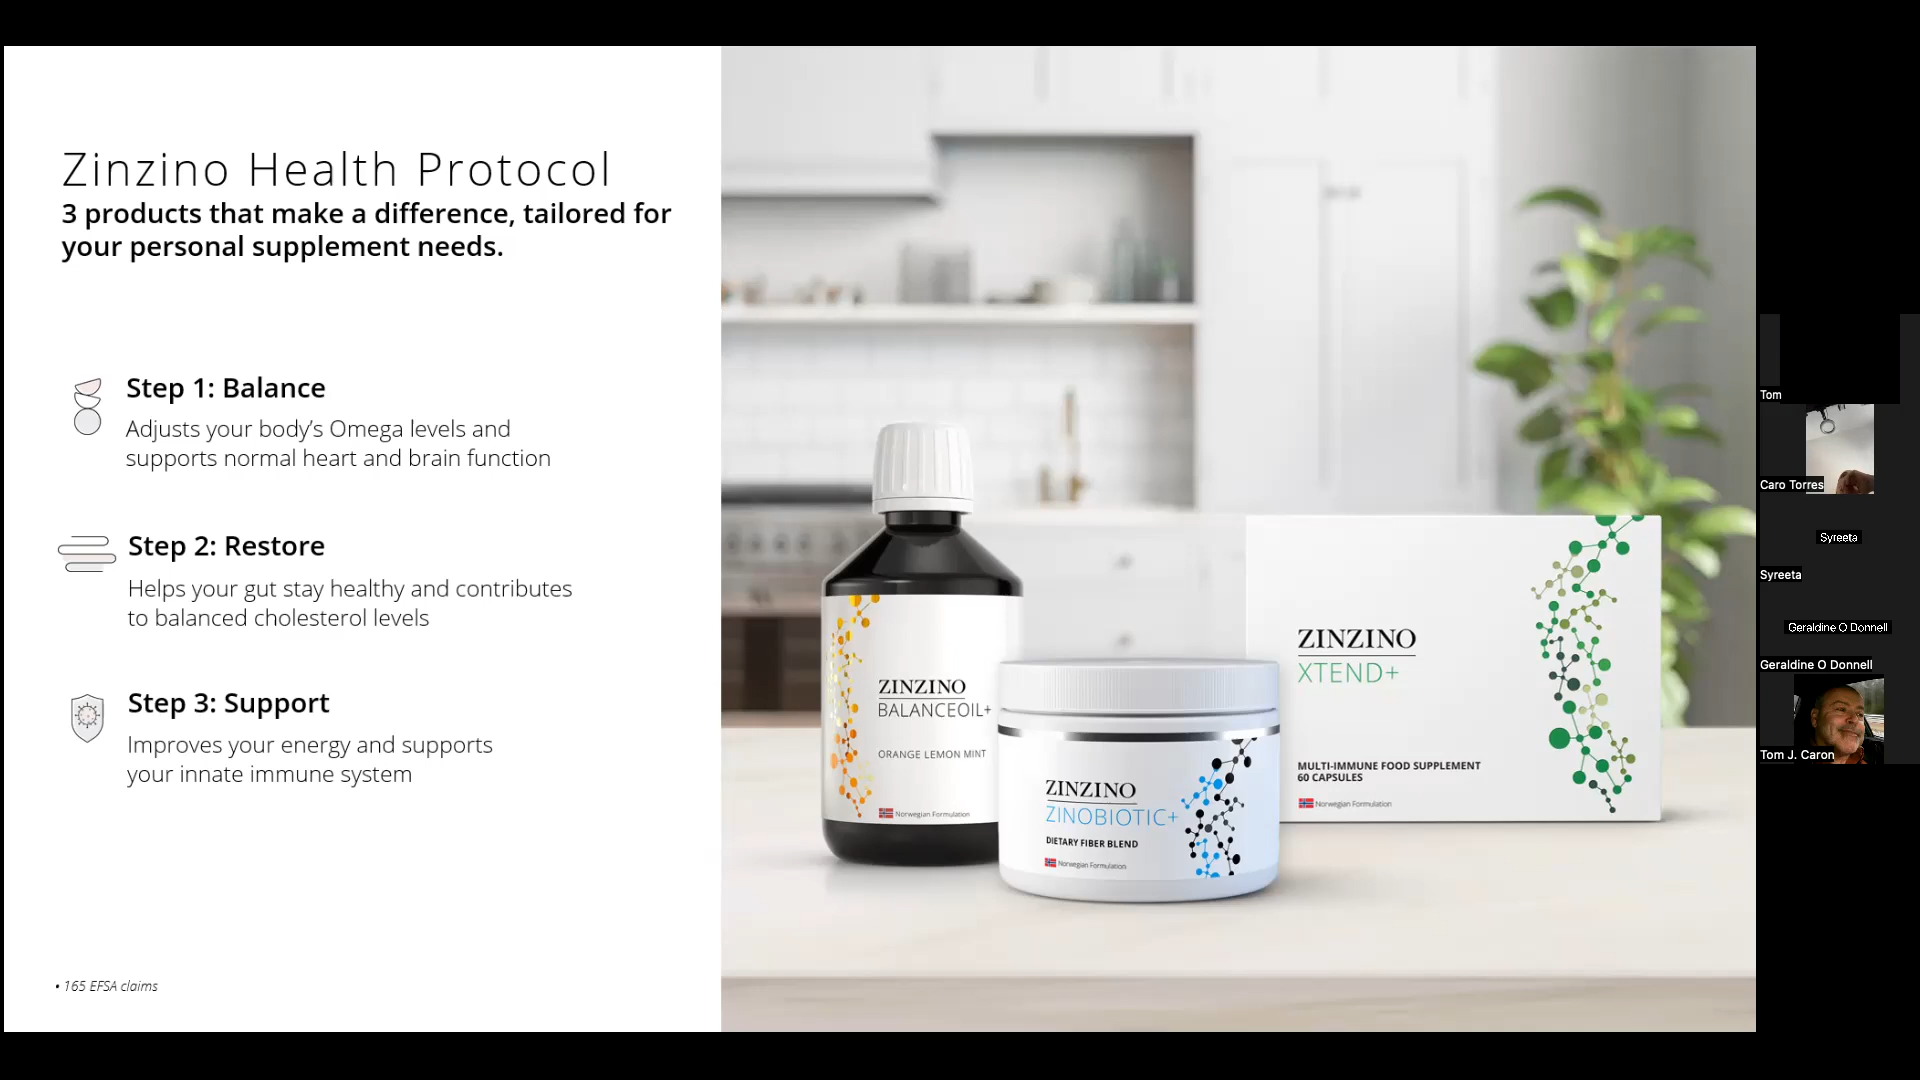 Zinzino Health Protocol
3 products that make a difference, tailored for
your personal supplement needs.
Step 1: Balance
Adjusts your body’s Omega levels and
supports normal heart and brain function
Step 2: Restore
Helps your gut stay healthy and contributes
to balanced cholesterol levels
Step 3: Support
Improves your energy and supports
your innate immune system
• 165 EFSA claims
ZINZINO
BALANCEOIL+
ORANGE LEMON MINT
Norwegian Formulation
ZINZINO
ZINOBIOTIC+
DIETARY FIBER BLEND
Norwegian Formulation
ZINZINO
XTEND+
MULTI-IMMUNE FOOD SUPPLEMENT
60 CAPSULES
Norwegian Formulation
Tom
Caro Torres
Syreeta
Syreeta
Geraldine O Donnell
Geraldine O Donnell
Tom J. Caron